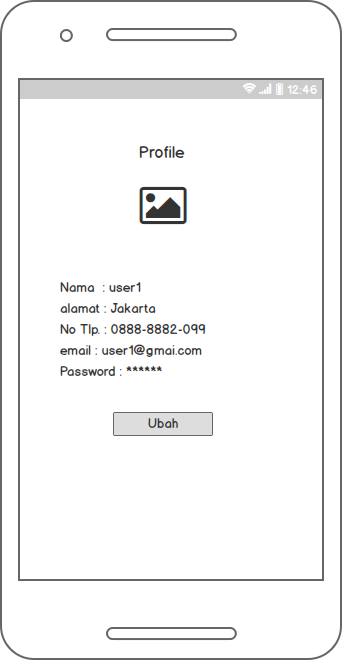 12:46
Profile
Nama : user1
alamat : Jakarta
No Tlp. : 0888-8882-099
email : user1@gmai.com
Password : ******
Ubah